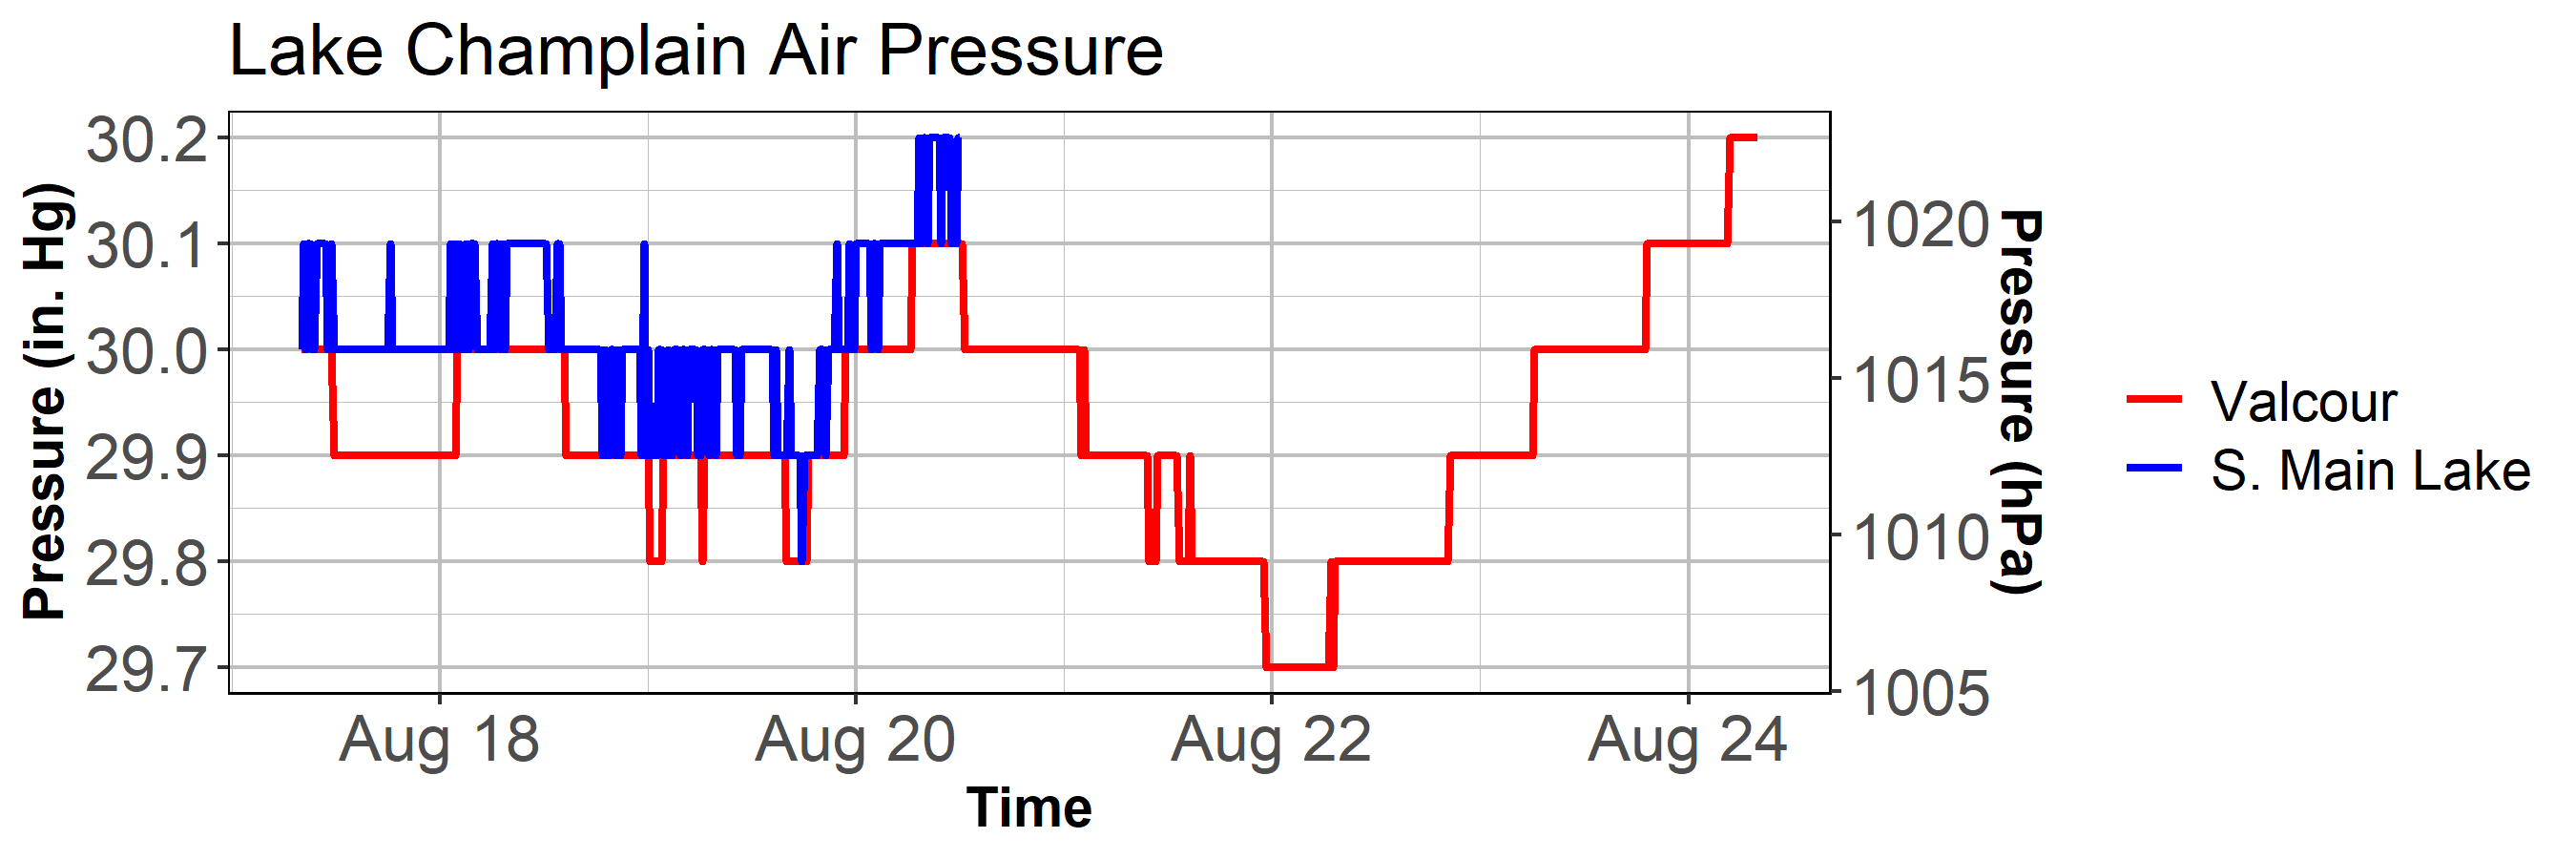 Lake Champlain Air Pressure
30.2
30.1
30.0
29.9
29.8
29.7
Pressure (in. Hg)
1020
1015
1010
1005
Pressure (hPa)
Aug 18 Aug 20 Aug 22 Aug 24
Time
Valcour
S. Main Lake